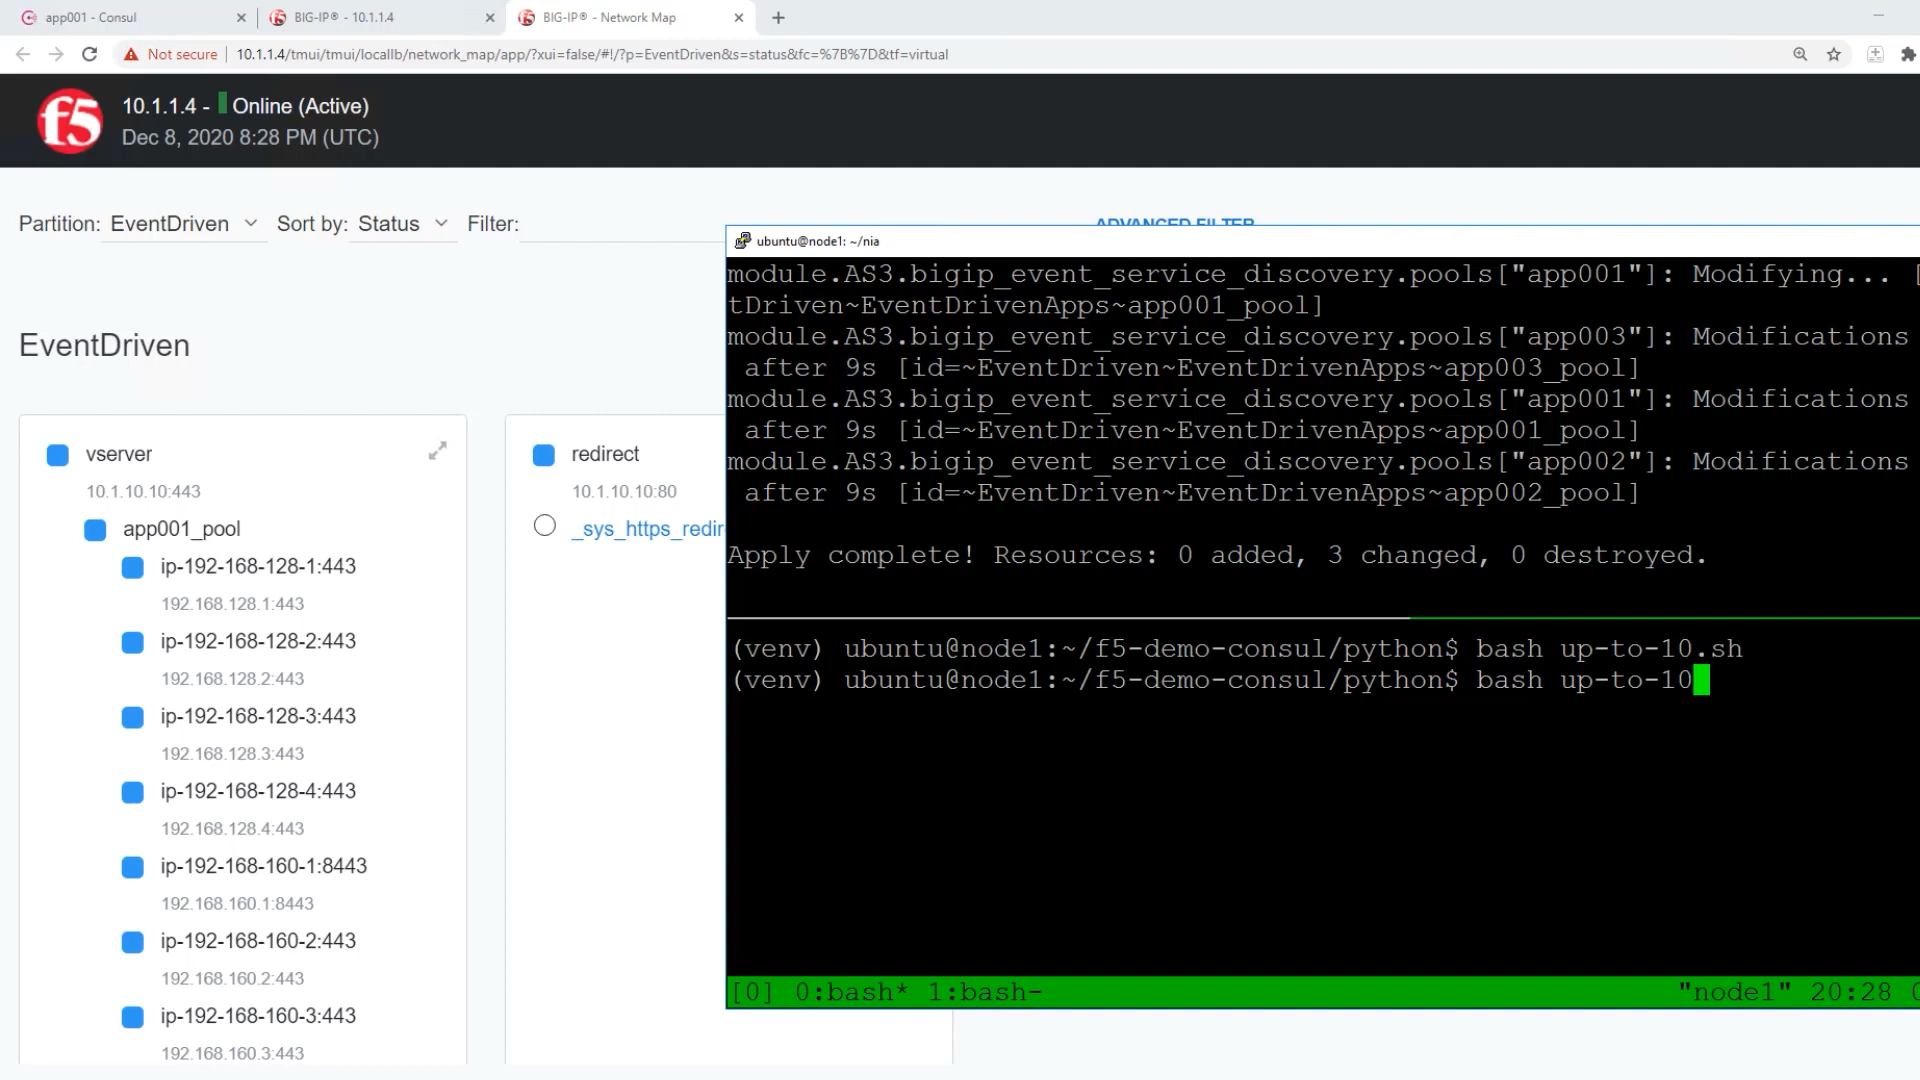 app001 - Consul
BIG-IP® - 10.1.1.4
BIG-IP® - Network Map
Not secure
10.1.1.4/tmui/tmui/locallb/network_map/app/?xui=false/#!/?p=EventDriven&s=status&fc=%7B%7D&tf=virtual
f5
10.1.1.4 - Online (Active)
Dec 8, 2020 8:28 PM (UTC)
Partition: EventDriven Sort by: Status Filter:
ADVANCED FILTER
EventDriven
vserver
10.1.10.10:443
app001_pool
ip-192-168-128-1:443
192.168.128.1:443
ip-192-168-128-2:443
192.168.128.2:443
ip-192-168-128-3:443
192.168.128.3:443
ip-192-168-128-4:443
192.168.128.4:443
ip-192-168-160-1:8443
192.168.160.1:8443
ip-192-168-160-2:443
192.168.160.2:443
ip-192-168-160-3:443
192.168.160.3:443
redirect
10.1.10.10:80
_sys_https_redir
ubuntu@node1: ~/nia
module.AS3.bigip_event_service_discovery.pools["app001"]: Modifying... [
tDriven~EventDrivenApps~app001_pool]
module.AS3.bigip_event_service_discovery.pools["app003"]: Modifications
after 9s [id=~EventDriven~EventDrivenApps~app003_pool]
module.AS3.bigip_event_service_discovery.pools["app001"]: Modifications
after 9s [id=~EventDriven~EventDrivenApps~app001_pool]
module.AS3.bigip_event_service_discovery.pools["app002"]: Modifications
after 9s [id=~EventDriven~EventDrivenApps~app002_pool]
Apply complete! Resources: 0 added, 3 changed, 0 destroyed.
(venv) ubuntu@node1:~/f5-demo-consul/python$ bash up-to-10.sh
(venv) ubuntu@node1:~/f5-demo-consul/python$ bash up-to-10
[0] 0:bash* 1:bash- "node1" 20:28